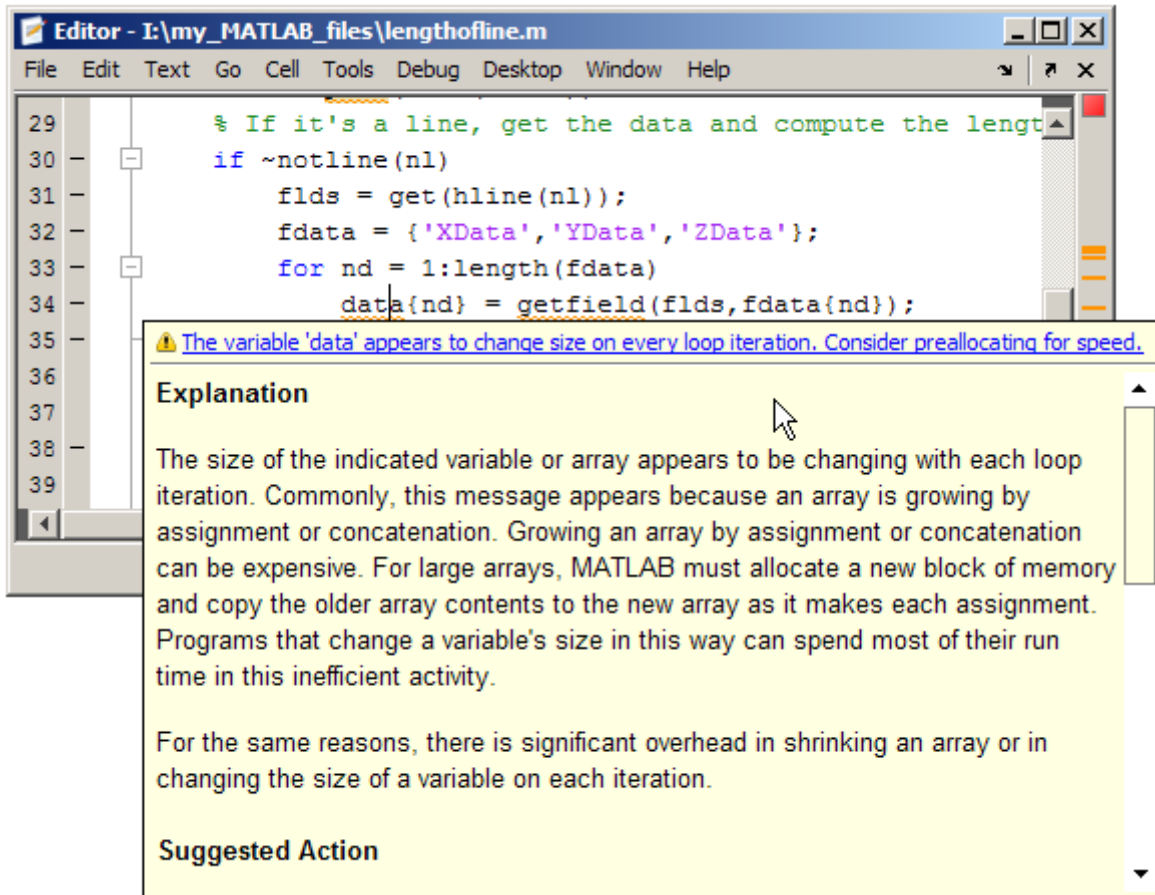 Editor - I:\my_MATLAB_files\lengthofline.m
File Edit Text Go Cell Tools Debug Desktop Window Help
29 % If it's a line, get the data and compute the lengt
30 - if ~notline(nl)
31 - flds = get(hline(nl));
32 - fdata = {'XData','YData','ZData'};
33 - for nd = 1:length(fdata)
34 - data{nd} = getfield(flds,fdata{nd});
35 -
The variable 'data' appears to change size on every loop iteration. Consider preallocating for speed.
36
37
38 -
39
Explanation
The size of the indicated variable or array appears to be changing with each loop
iteration. Commonly, this message appears because an array is growing by
assignment or concatenation. Growing an array by assignment or concatenation
can be expensive. For large arrays, MATLAB must allocate a new block of memory
and copy the older array contents to the new array as it makes each assignment.
Programs that change a variable's size in this way can spend most of their run
time in this inefficient activity.
For the same reasons, there is significant overhead in shrinking an array or in
changing the size of a variable on each iteration.
Suggested Action